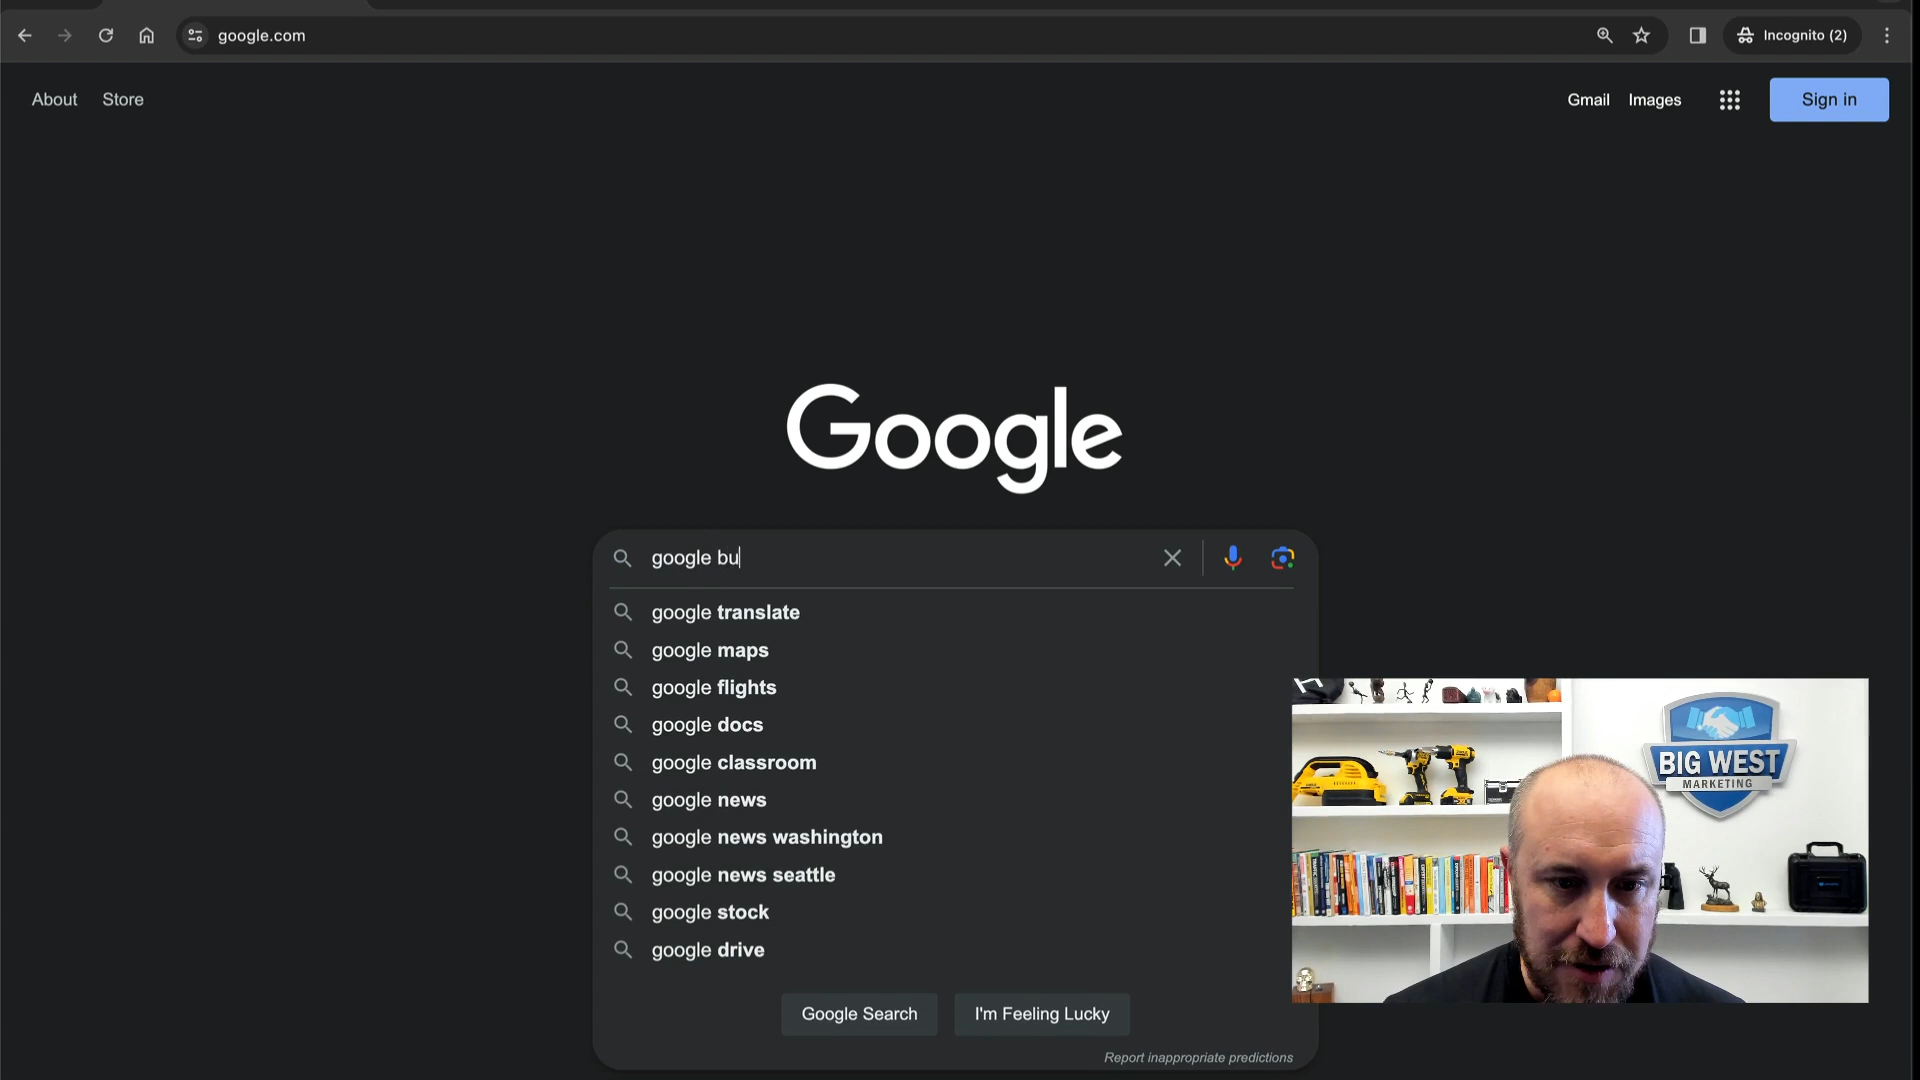 google.com
Incognito (2)
About Store
Gmail Images Sign in
Google
google bu
google translate
google maps
google flights
google docs
google classroom
google news
google news washington
google news seattle
google stock
google drive
Google Search I'm Feeling Lucky
Report inappropriate predictions
BIG WEST
MARKETING